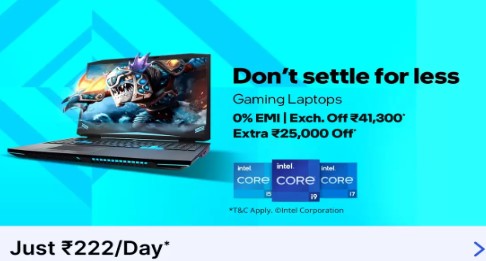 Don't settle for less
Gaming Laptops
0% EMI | Exch. Off ₹41,300*
Extra ₹25,000 Off*
intel.
CORE
i5
intel.
CORE
i9
intel.
CORE
i7
*T&C Apply. ©Intel Corporation
Just ₹222/Day*